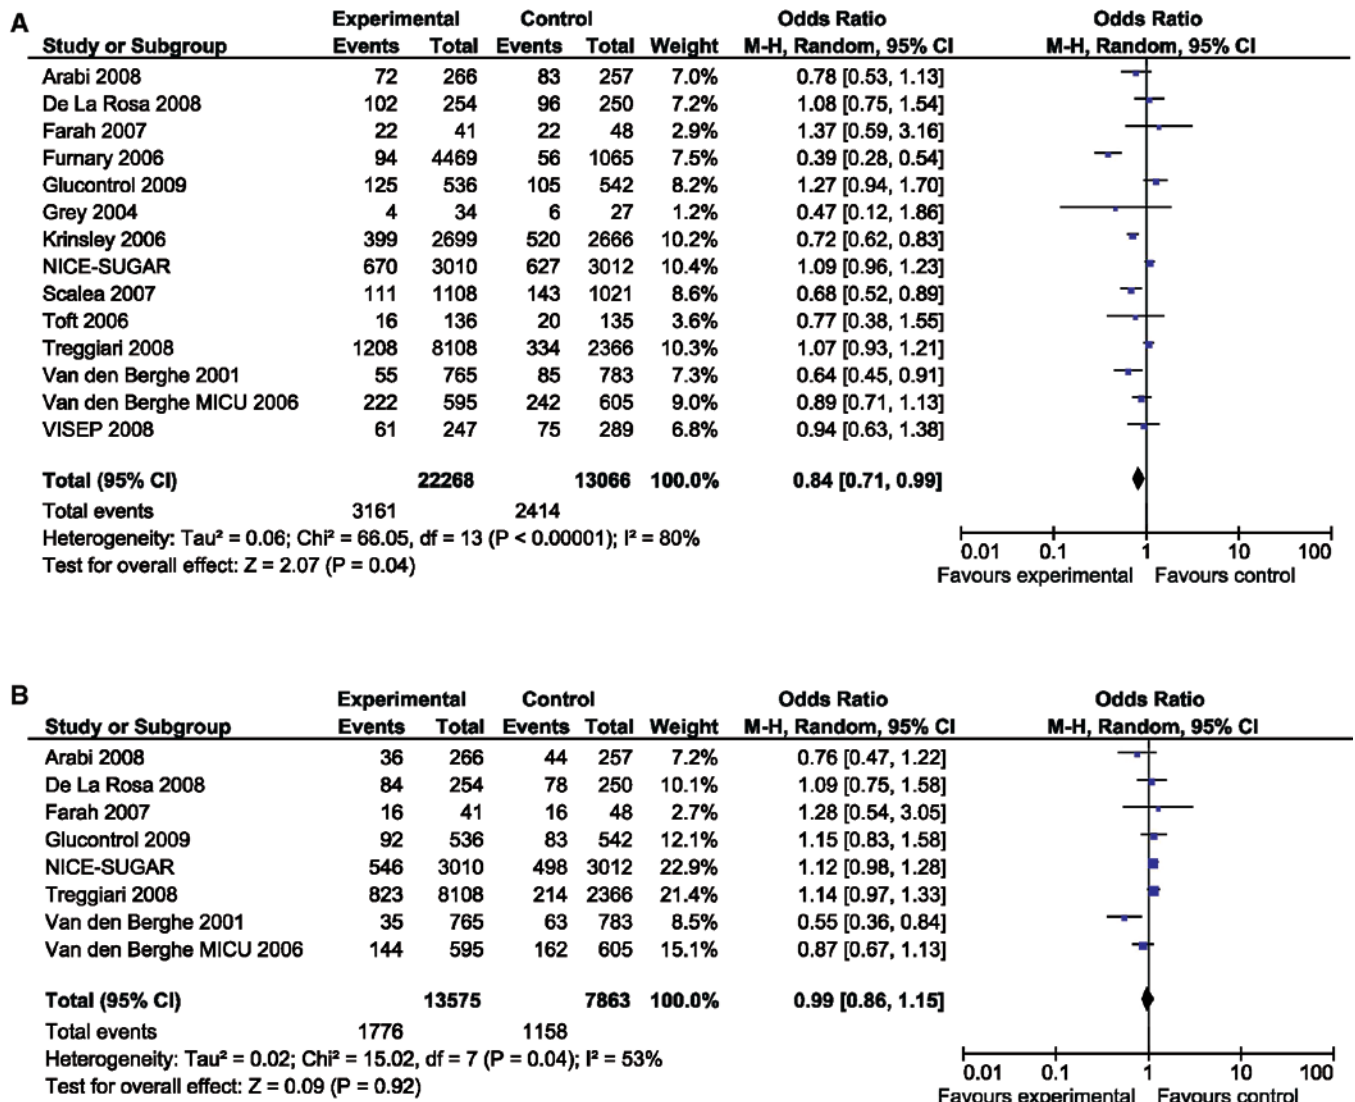 A
Experimental Control Odds Ratio Odds Ratio
Study or Subgroup Events Total Events Total Weight M-H, Random, 95% CI M-H, Random, 95% CI
Arabi 2008 72 266 83 257 7.0% 0.78 [0.53, 1.13]
De La Rosa 2008 102 254 96 250 7.2% 1.08 [0.75, 1.54]
Farah 2007 22 41 22 48 2.9% 1.37 [0.59, 3.16]
Furnary 2006 94 4469 56 1065 7.5% 0.39 [0.28, 0.54]
Glucontrol 2009 125 536 105 542 8.2% 1.27 [0.94, 1.70]
Grey 2004 4 34 6 27 1.2% 0.47 [0.12, 1.86]
Krinsley 2006 399 2699 520 2666 10.2% 0.72 [0.62, 0.83]
NICE-SUGAR 670 3010 627 3012 10.4% 1.09 [0.96, 1.23]
Scalea 2007 111 1108 143 1021 8.6% 0.68 [0.52, 0.89]
Toft 2006 16 136 20 135 3.6% 0.77 [0.38, 1.55]
Treggiari 2008 1208 8108 334 2366 10.3% 1.07 [0.93, 1.21]
Van den Berghe 2001 55 765 85 783 7.3% 0.64 [0.45, 0.91]
Van den Berghe MICU 2006 222 595 242 605 9.0% 0.89 [0.71, 1.13]
VISEP 2008 61 247 75 289 6.8% 0.94 [0.63, 1.38]
Total (95% CI) 22268 13066 100.0% 0.84 [0.71, 0.99]
Total events 3161 2414
Heterogeneity: Tau² = 0.06; Chi² = 66.05, df = 13 (P < 0.00001); I² = 80%
Test for overall effect: Z = 2.07 (P = 0.04)
0.01 0.1 1 10 100
Favours experimental Favours control
B
Experimental Control Odds Ratio Odds Ratio
Study or Subgroup Events Total Events Total Weight M-H, Random, 95% CI M-H, Random, 95% CI
Arabi 2008 36 266 44 257 7.2% 0.76 [0.47, 1.22]
De La Rosa 2008 84 254 78 250 10.1% 1.09 [0.75, 1.58]
Farah 2007 16 41 16 48 2.7% 1.28 [0.54, 3.05]
Glucontrol 2009 92 536 83 542 12.1% 1.15 [0.83, 1.58]
NICE-SUGAR 546 3010 498 3012 22.9% 1.12 [0.98, 1.28]
Treggiari 2008 823 8108 214 2366 21.4% 1.14 [0.97, 1.33]
Van den Berghe 2001 35 765 63 783 8.5% 0.55 [0.36, 0.84]
Van den Berghe MICU 2006 144 595 162 605 15.1% 0.87 [0.67, 1.13]
Total (95% CI) 13575 7863 100.0% 0.99 [0.86, 1.15]
Total events 1776 1158
Heterogeneity: Tau² = 0.02; Chi² = 15.02, df = 7 (P = 0.04); I² = 53%
Test for overall effect: Z = 0.09 (P = 0.92)
0.01 0.1 1 10 100
Favours experimental Favours control